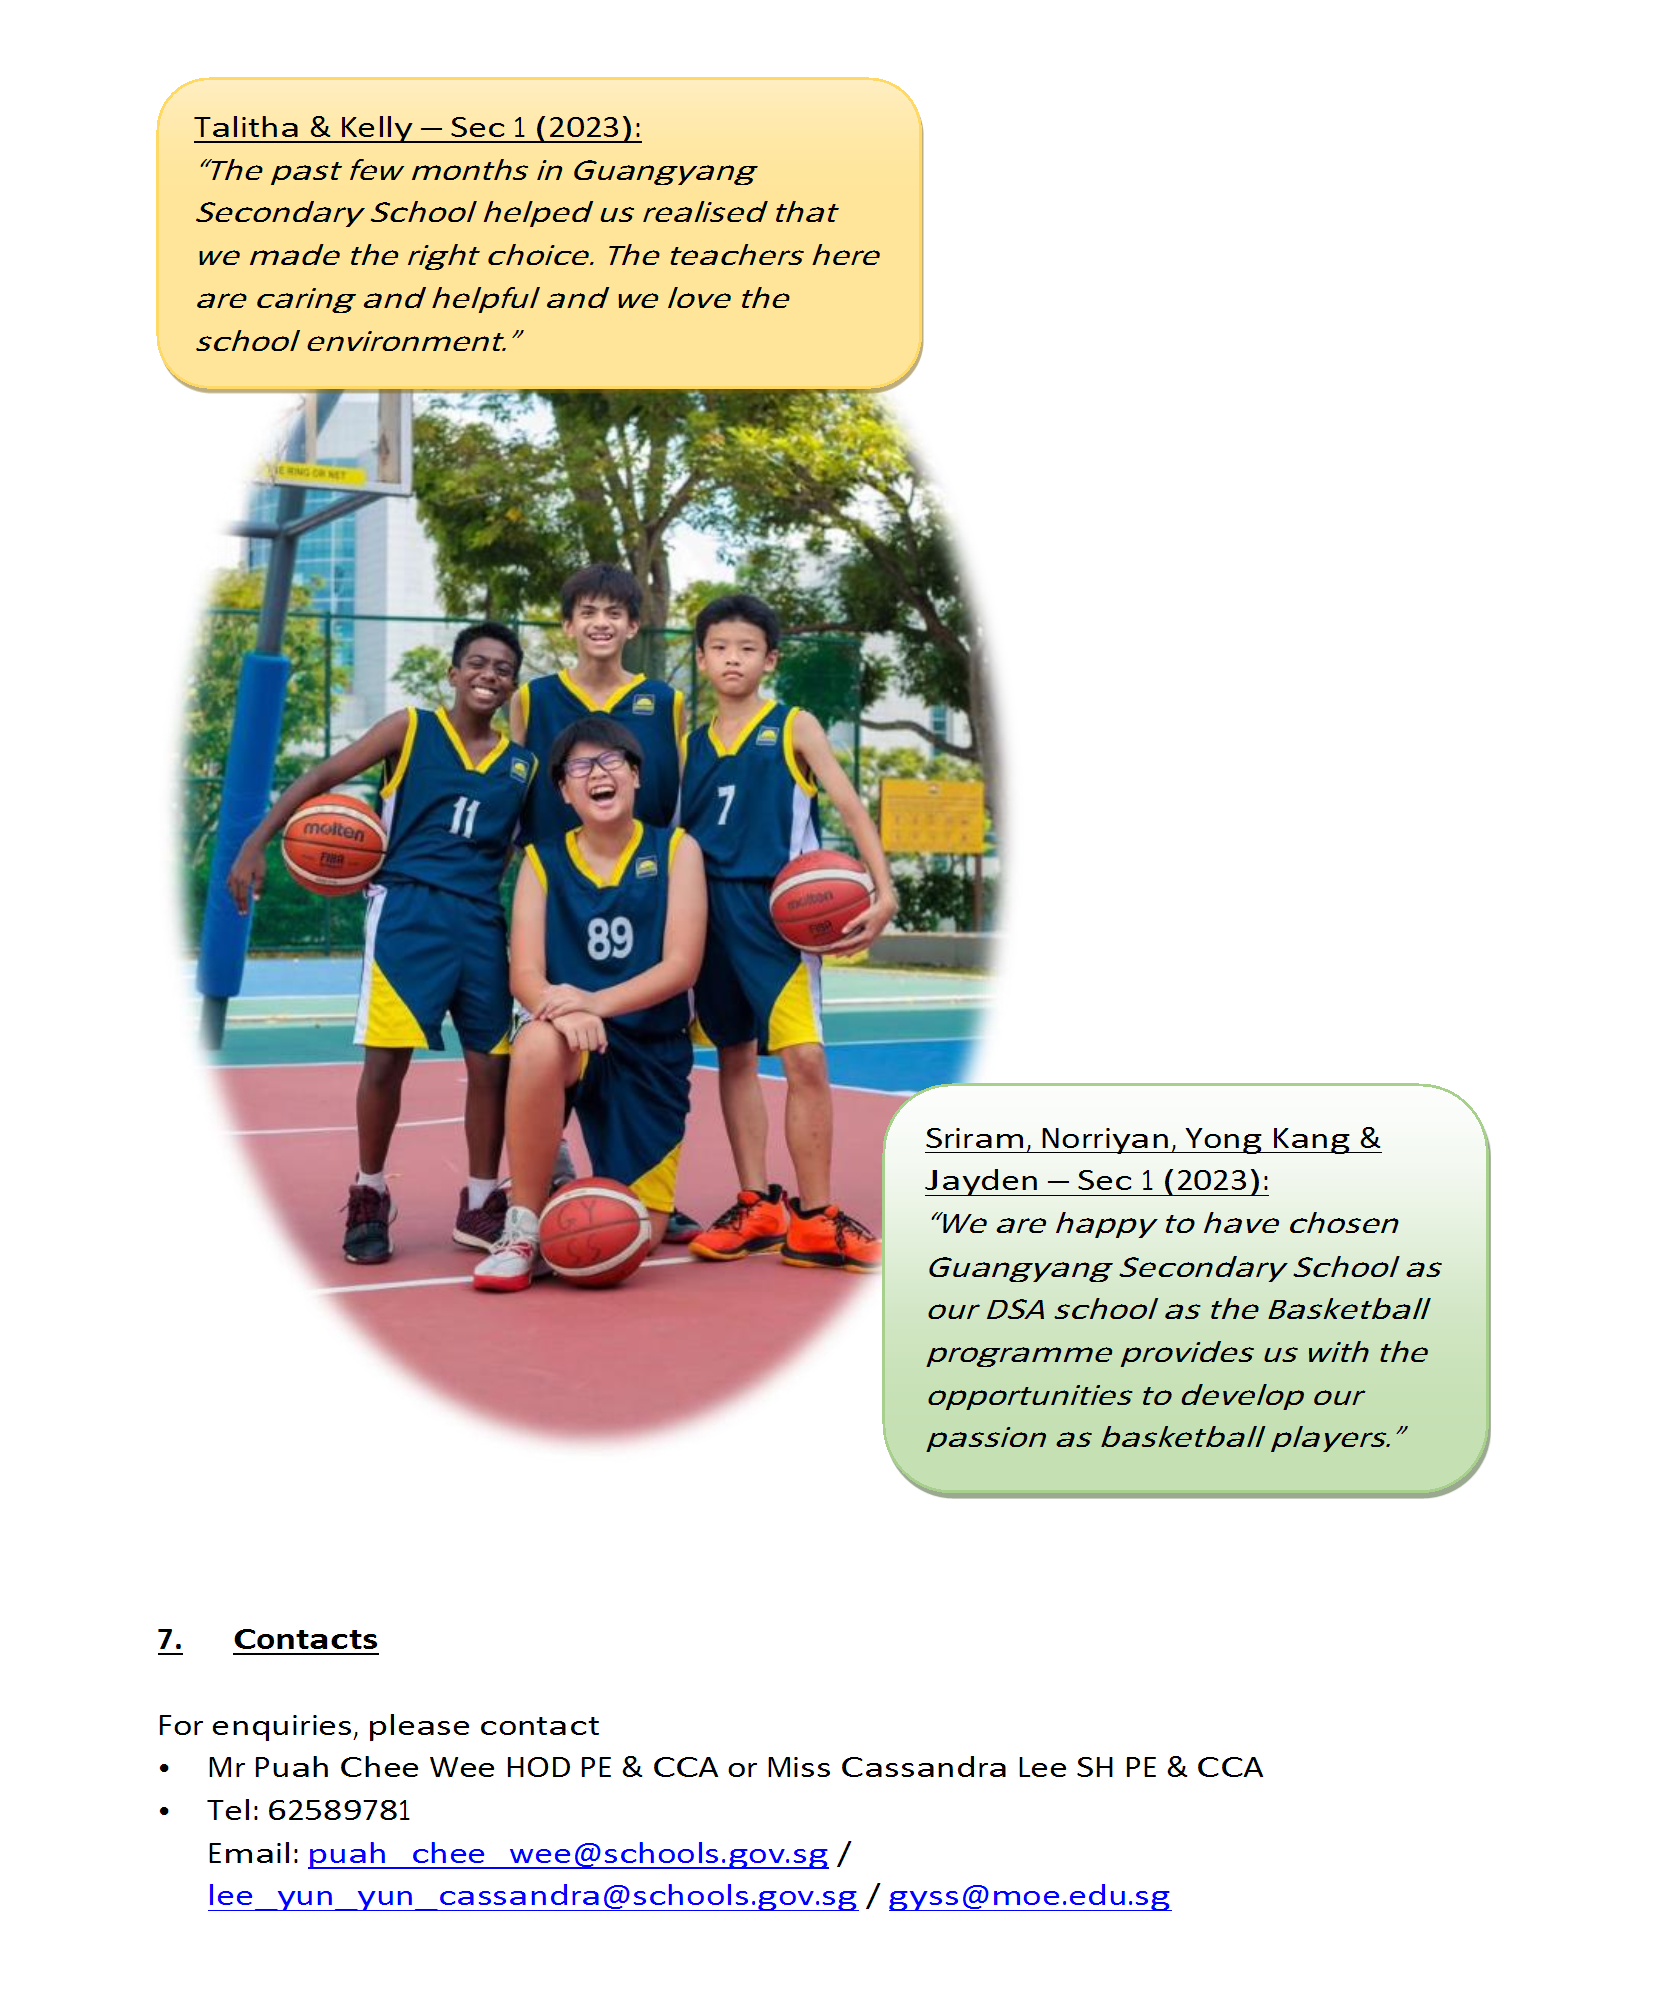 Talitha & Kelly – Sec 1 (2023):
“The past few months in Guangyang
Secondary School helped us realised that
we made the right choice. The teachers here
are caring and helpful and we love the
school environment.”
E RING OR NET
11
7
89
molten
FIBA
molten
FIBA
GY
SS
Sriram, Norriyan, Yong Kang &
Jayden – Sec 1 (2023):
“We are happy to have chosen
Guangyang Secondary School as
our DSA school as the Basketball
programme provides us with the
opportunities to develop our
passion as basketball players.”
7. Contacts
For enquiries, please contact
• Mr Puah Chee Wee HOD PE & CCA or Miss Cassandra Lee SH PE & CCA
• Tel: 62589781
Email: puah_chee_wee@schools.gov.sg /
lee_yun_yun_cassandra@schools.gov.sg / gyss@moe.edu.sg